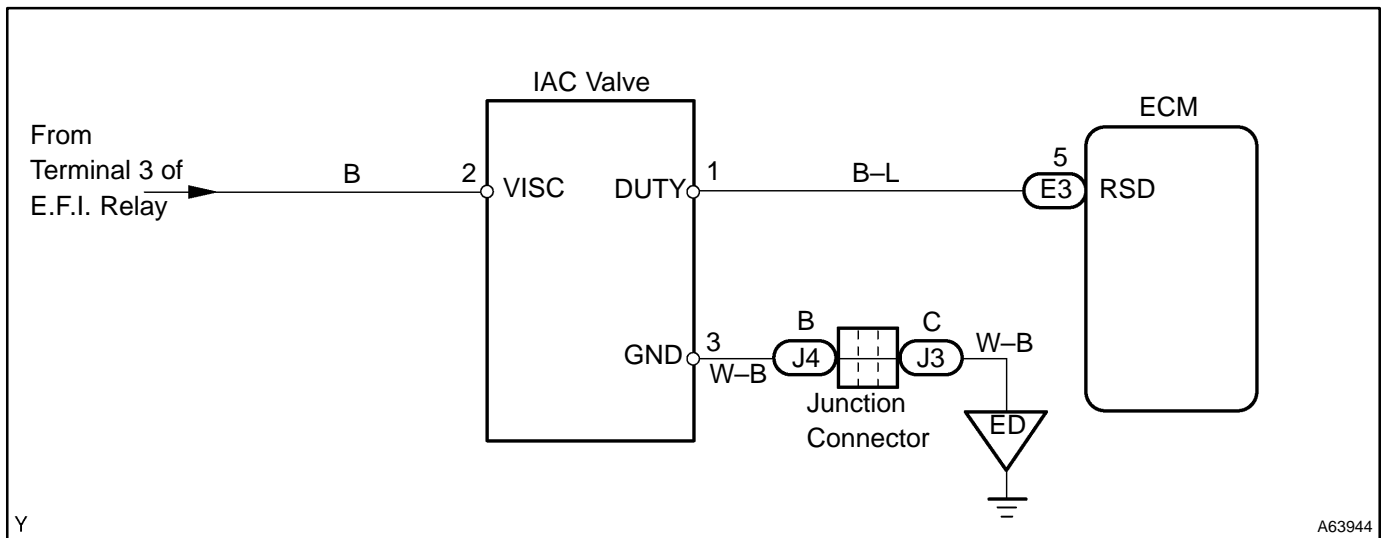 IAC Valve
ECM
From
Terminal 3 of
E.F.I. Relay
B
2
VISC
DUTY
1
B–L
5
E3
RSD
GND
3
W–B
B
J4
C
J3
W–B
Junction
Connector
ED
Y
A63944